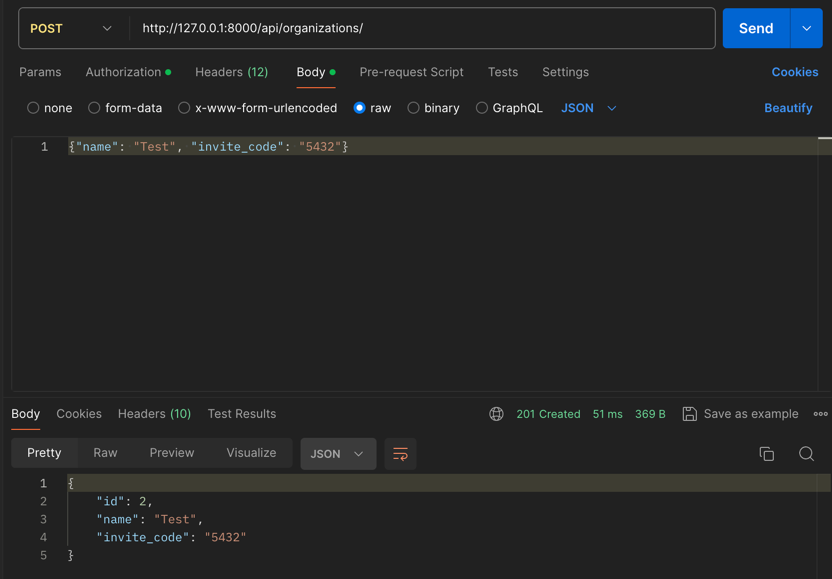 POST http://127.0.0.1:8000/api/organizations/ Send
Params Authorization Headers (12) Body Pre-request Script Tests Settings Cookies
none form-data x-www-form-urlencoded raw binary GraphQL JSON Beautify
1 {"name": "Test", "invite_code": "5432"}
Body Cookies Headers (10) Test Results 201 Created 51 ms 369 B Save as example
Pretty Raw Preview Visualize JSON
1 {
2 "id": 2,
3 "name": "Test",
4 "invite_code": "5432"
5 }